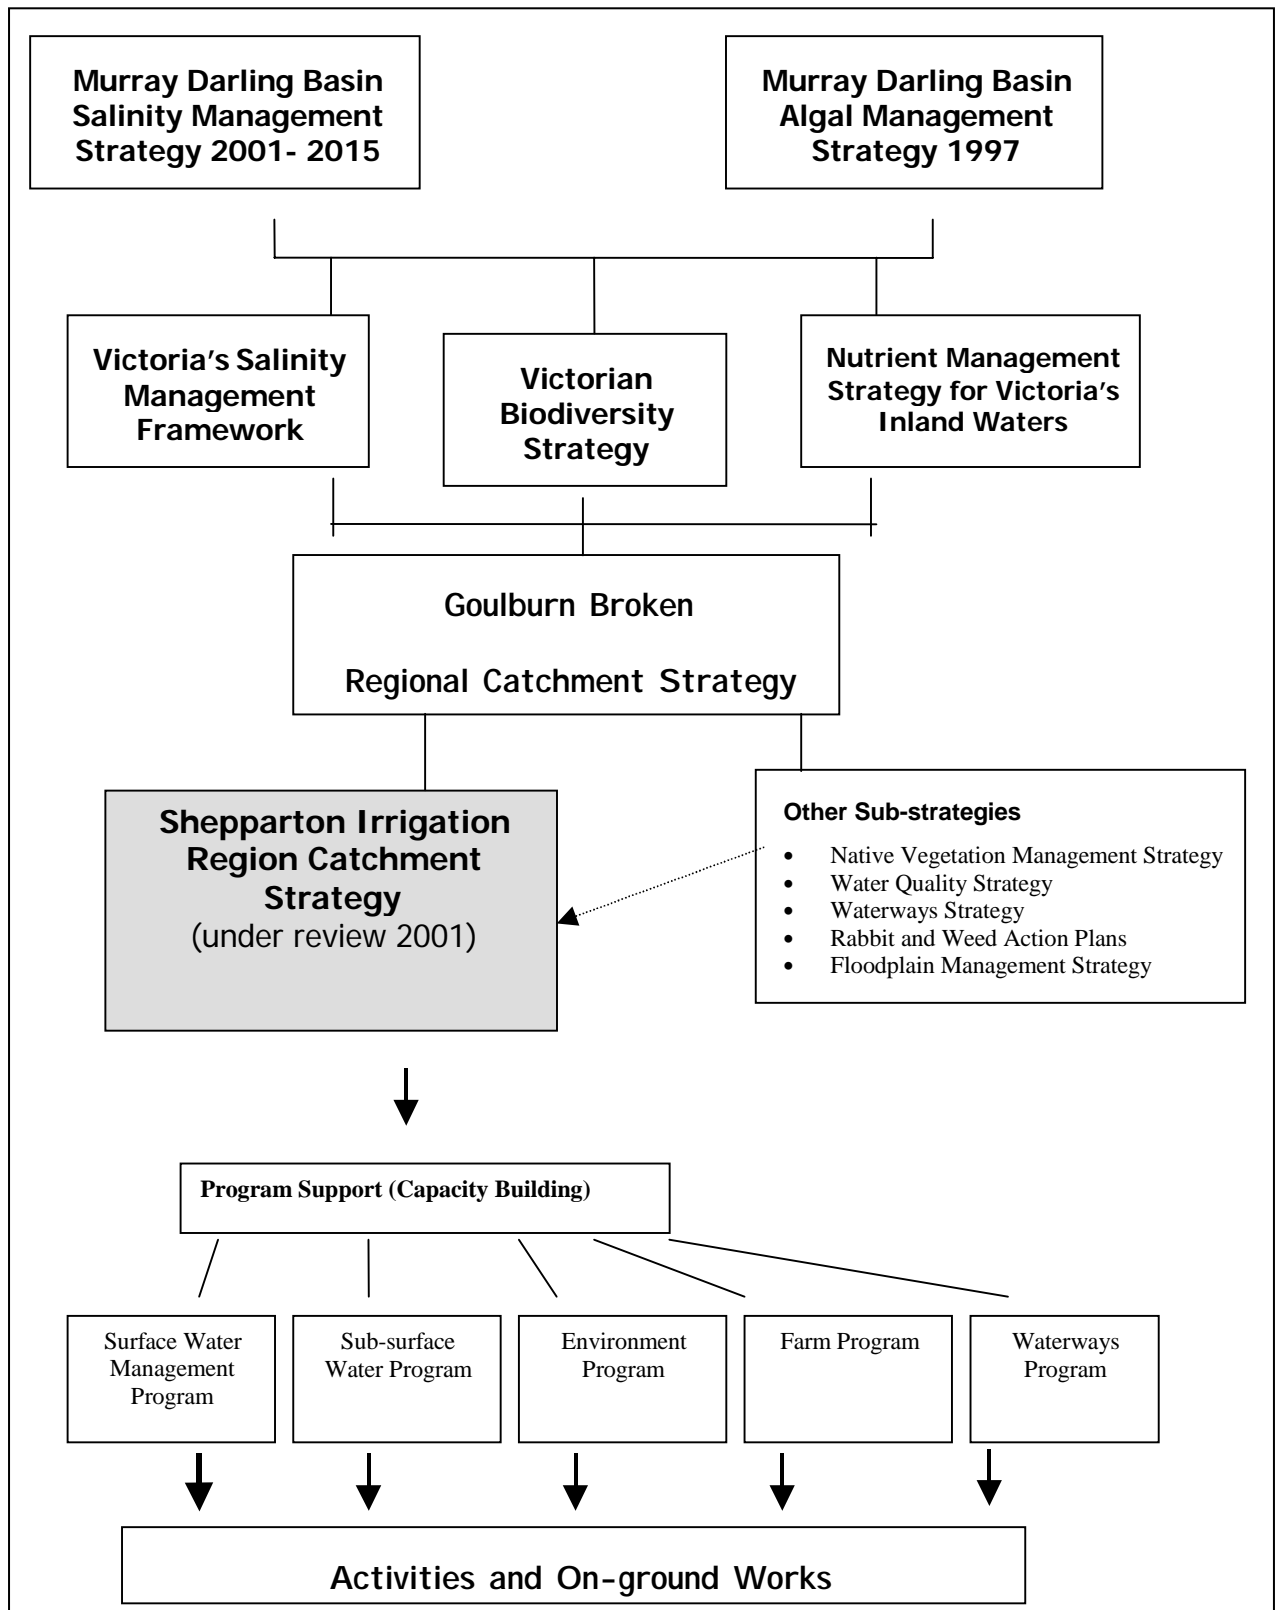 Murray Darling Basin
Salinity Management
Strategy 2001- 2015
Murray Darling Basin
Algal Management
Strategy 1997
Victoria's Salinity
Management
Framework
Victorian
Biodiversity
Strategy
Nutrient Management
Strategy for Victoria's
Inland Waters
Goulburn Broken
Regional Catchment Strategy
Shepparton Irrigation
Region Catchment
Strategy
(under review 2001)
Other Sub-strategies
• Native Vegetation Management Strategy
• Water Quality Strategy
• Waterways Strategy
• Rabbit and Weed Action Plans
• Floodplain Management Strategy
Program Support (Capacity Building)
Surface Water
Management
Program
Sub-surface
Water Program
Environment
Program
Farm Program
Waterways
Program
Activities and On-ground Works